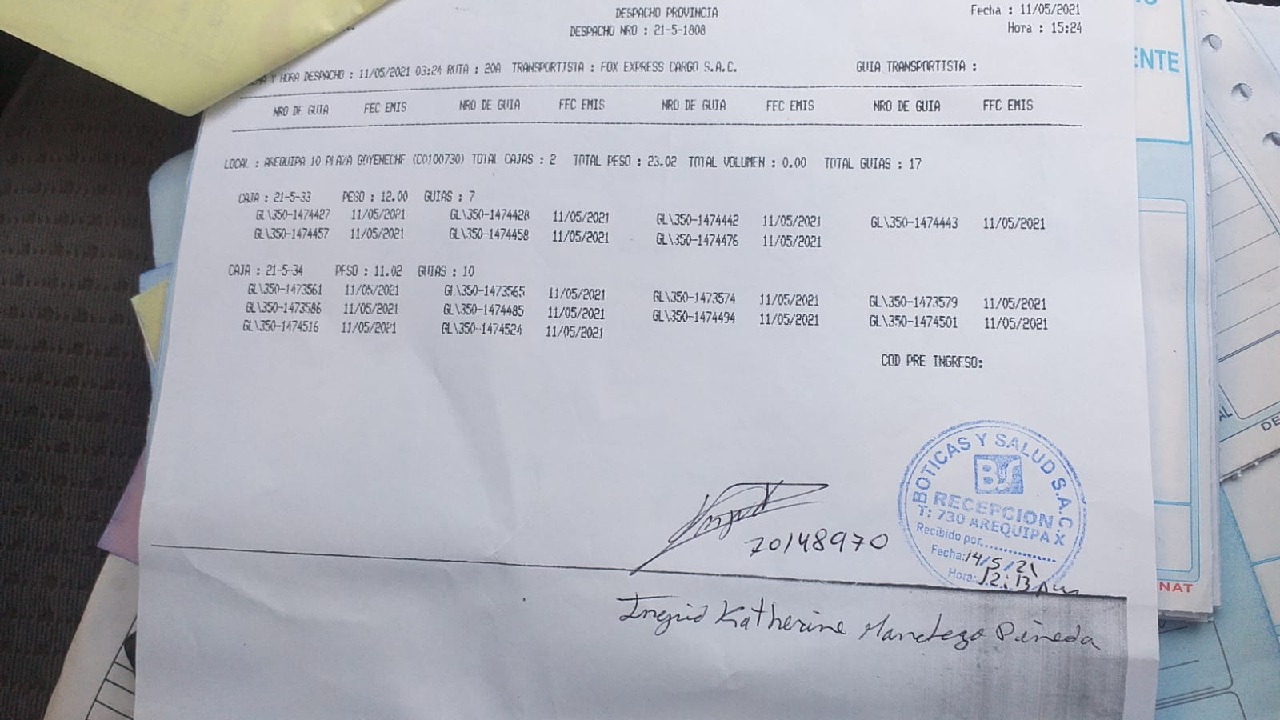 DESPACHO PROVINCIA
DESPACHO NRO : 21-5-1808
Fecha : 11/05/2021
Hora : 15:24
Y HORA DESPACHO : 11/05/2021 03:24 RUTA : 20A TRANSPORTISTA : FOX EXPRESS CARGO S.A.C. GUIA TRANSPORTISTA :
NRO DE GUIA FEC EMIS NRO DE GUIA FFC EMIS NRO DE GUIA FEC EMIS NRO DE GUIA FFC EMIS
LOCAL : AREQUIPA 10 PLAZA GOYENECHE (C0100730) TOTAL CAJAS : 2 TOTAL PESO : 23.02 TOTAL VOLUMEN : 0.00 TOTAL GUIAS : 17
CAJA : 21-5-33 PESO : 12.00 GUIAS : 7
GL\350-1474427 11/05/2021 GL\350-1474428 11/05/2021 GL\350-1474442 11/05/2021 GL\350-1474443 11/05/2021
GL\350-1474457 11/05/2021 GL\350-1474458 11/05/2021 GL\350-1474476 11/05/2021
CAJA : 21-5-34 PESO : 11.02 GUIAS : 10
GL\350-1473561 11/05/2021 GL\350-1473565 11/05/2021 GL\350-1473574 11/05/2021 GL\350-1473579 11/05/2021
GL\350-1473586 11/05/2021 GL\350-1474485 11/05/2021 GL\350-1474494 11/05/2021 GL\350-1474501 11/05/2021
GL\350-1474516 11/05/2021 GL\350-1474524 11/05/2021
COD PRE INGRESO:
BOTICAS Y SALUD S.A.C.
BS
RECEPCION
T: 730 AREQUIPA X
Recibido por
Fecha: 14/5/21
Hora: 12:13
Ingrid
70148970
Ingrid Katherine Pineda
ENTE
NAT
AL
DE